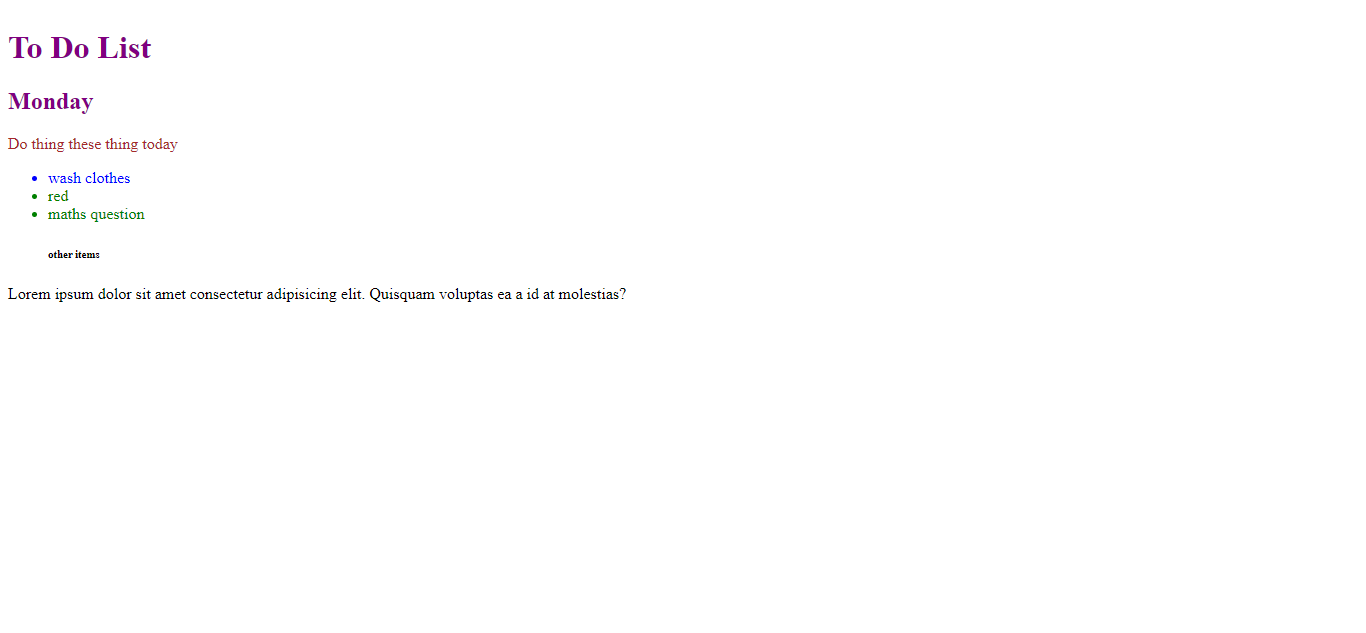 To Do List
Monday
Do thing these thing today
wash clothes
red
maths question
other items
Lorem ipsum dolor sit amet consectetur adipisicing elit. Quisquam voluptas ea a id at molestias?